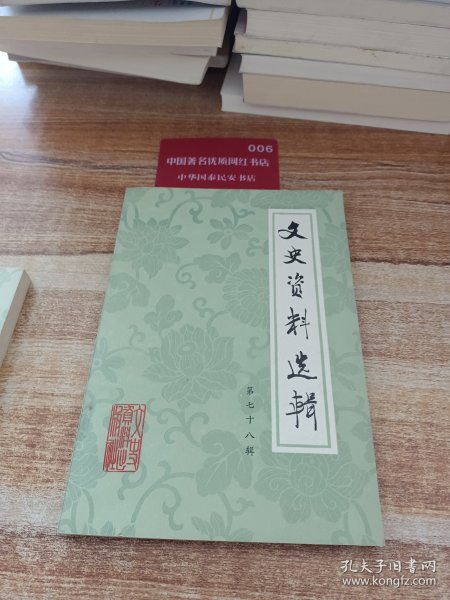 006
中国著名优质网红书店
中华国泰民安书店
文史资料选辑
第七十八辑
孔夫子旧书网
www.kongfz.com